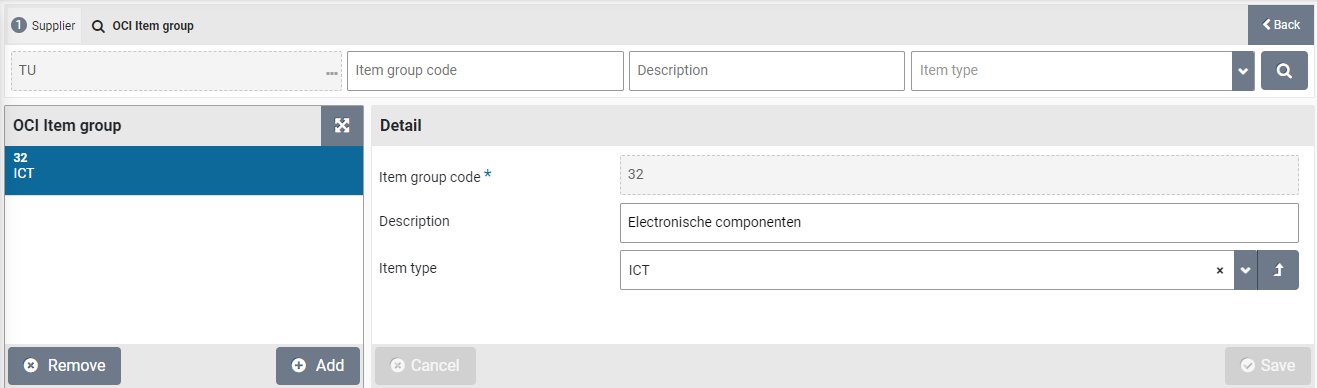 1 Supplier OCI Item group Back
TU ... Item group code Description Item type
OCI Item group
32
ICT
Remove Add
Detail
Item group code * 32
Description Electronische componenten
Item type ICT ×
Cancel Save